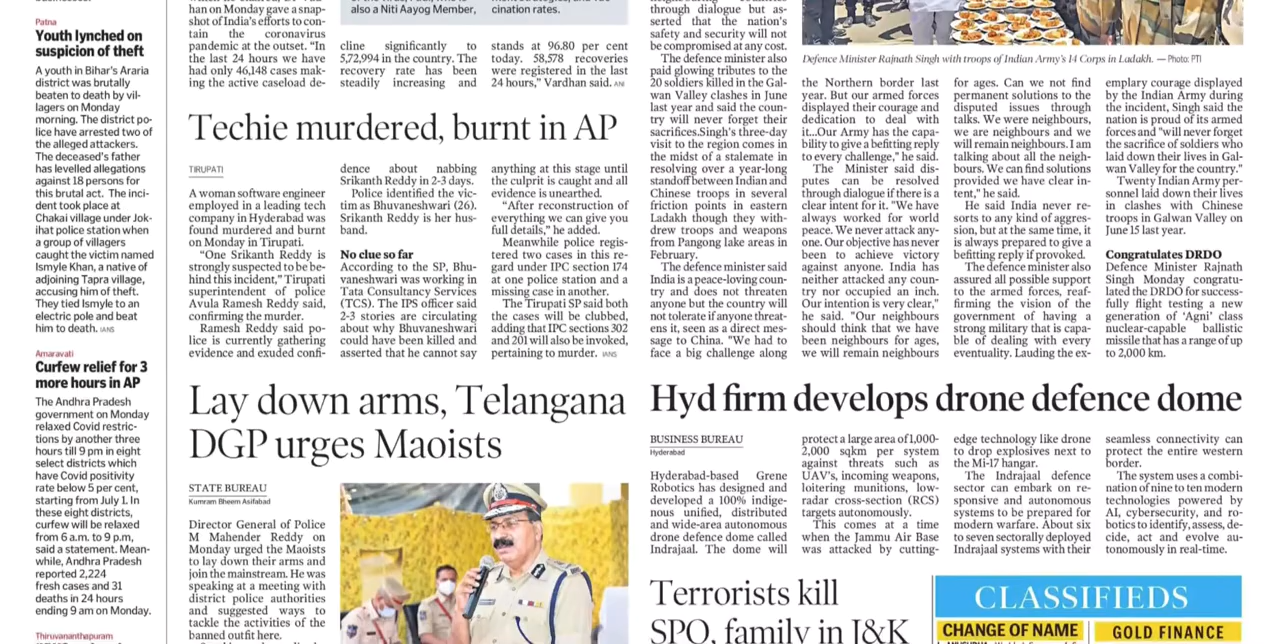 Patna
Youth lynched on
suspicion of theft
A youth in Bihar's Araria
district was brutally
beaten to death by vil-
lagers on Monday
morning. The district po-
lice have arrested two of
the alleged attackers.
The deceased's father
has levelled allegations
against 18 persons for
this brutal act. The inci-
dent took place at
Chakai village under Jok-
ihat police station when
a group of villagers
caught the victim named
Ismyle Khan, a native of
adjoining Tapra village,
accusing him of theft.
They tied Ismyle to an
electric pole and beat
him to death. IANS
Amaravati
Curfew relief for 3
more hours in AP
The Andhra Pradesh
government on Monday
relaxed Covid restric-
tions by another three
hours till 9 pm in eight
select districts which
have Covid positivity
rate below 5 per cent,
starting from July 1. In
these eight districts,
curfew will be relaxed
from 6 a.m. to 9 p.m,
said a statement. Mean-
while, Andhra Pradesh
reported 2,224
fresh cases and 31
deaths in 24 hours
ending 9 am on Monday.
Thiruvananthapuram
han on Monday gave a snap-
shot of India's efforts to con-
tain the coronavirus
pandemic at the outset. "In
the last 24 hours we have
had only 46,148 cases mak-
ing the active caseload de-
also a Niti Aayog Member,
cination rates.
cline significantly to
5,72,994 in the country. The
recovery rate has been
steadily increasing and
stands at 96.80 per cent
today. 58,578 recoveries
were registered in the last
24 hours," Vardhan said. ANI
Techie murdered, burnt in AP
TIRUPATI
A woman software engineer
employed in a leading tech
company in Hyderabad was
found murdered and burnt
on Monday in Tirupati.
"One Srikanth Reddy is
strongly suspected to be be-
hind this incident," Tirupati
superintendent of police
Avula Ramesh Reddy said,
confirming the murder.
Ramesh Reddy said po-
lice is currently gathering
evidence and exuded confi-
dence about nabbing
Srikanth Reddy in 2-3 days.
Police identified the vic-
tim as Bhuvaneshwari (26).
Srikanth Reddy is her hus-
band.
No clue so far
According to the SP, Bhu-
vaneshwari was working in
Tata Consultancy Services
(TCS). The IPS officer said
2-3 stories are circulating
about why Bhuvaneshwari
could have been killed and
asserted that he cannot say
anything at this stage until
the culprit is caught and all
evidence is unearthed.
"After reconstruction of
everything we can give you
full details," he added.
Meanwhile police regis-
tered two cases in this re-
gard under IPC section 174
at one police station and a
missing case in another.
The Tirupati SP said both
the cases will be clubbed,
adding that IPC sections 302
and 201 will also be invoked,
pertaining to murder. IANS
Lay down arms, Telangana
DGP urges Maoists
STATE BUREAU
Kumram Bheem Asifabad
Director General of Police
M Mahender Reddy on
Monday urged the Maoists
to lay down their arms and
join the mainstream. He was
speaking at a meeting with
district police authorities
and suggested ways to
tackle the activities of the
banned outfit here.
through dialogue but as-
serted that the nation's
safety and security will not
be compromised at any cost.
The defence minister also
paid glowing tributes to the
20 soldiers killed in the Gal-
wan Valley clashes in June
last year and said the coun-
try will never forget their
sacrifices.Singh's three-day
visit to the region comes in
the midst of a stalemate in
resolving over a year-long
standoff between Indian and
Chinese troops in several
friction points in eastern
Ladakh though they with-
drew troops and weapons
from Pangong lake areas in
February.
The defence minister said
India is a peace-loving coun-
try and does not threaten
anyone but the country will
not tolerate if anyone threat-
ens it, seen as a direct mes-
sage to China. "We had to
face a big challenge along
Defence Minister Rajnath Singh with troops of Indian Army's 14 Corps in Ladakh. — Photo: PTI
the Northern border last
year. But our armed forces
displayed their courage and
dedication to deal with
it...Our Army has the capa-
bility to give a befitting reply
to every challenge," he said.
The Minister said dis-
putes can be resolved
through dialogue if there is a
clear intent for it. "We have
always worked for world
peace. We never attack any-
one. Our objective has never
been to achieve victory
against anyone. India has
neither attacked any coun-
try nor occupied an inch.
Our intention is very clear,"
he said. "Our neighbours
should think that we have
been neighbours for ages,
we will remain neighbours
for ages. Can we not find
permanent solutions to the
disputed issues through
talks. We were neighbours,
we are neighbours and we
will remain neighbours. I am
talking about all the neigh-
bours. We can find solutions
provided we have clear in-
tent," he said.
He said India never re-
sorts to any kind of aggres-
sion, but at the same time, it
is always prepared to give a
befitting reply if provoked.
The defence minister also
assured all possible support
to the armed forces, reaf-
firming the vision of the
government of having a
strong military that is capa-
ble of dealing with every
eventuality. Lauding the ex-
emplary courage displayed
by the Indian Army during
the incident, Singh said the
nation is proud of its armed
forces and "will never forget
the sacrifice of soldiers who
laid down their lives in Gal-
wan Valley for the country."
Twenty Indian Army per-
sonnel laid down their lives
in clashes with Chinese
troops in Galwan Valley on
June 15 last year.
Congratulates DRDO
Defence Minister Rajnath
Singh Monday congratu-
lated the DRDO for success-
fully flight testing a new
generation of 'Agni' class
nuclear-capable ballistic
missile that has a range of up
to 2,000 km.
Hyd firm develops drone defence dome
BUSINESS BUREAU
Hyderabad
Hyderabad-based Grene
Robotics has designed and
developed a 100% indige-
nous unified, distributed
and wide-area autonomous
drone defence dome called
Indrajaal. The dome will
protect a large area of 1,000-
2,000 sqkm per system
against threats such as
UAV's, incoming weapons,
loitering munitions, low-
radar cross-section (RCS)
targets autonomously.
This comes at a time
when the Jammu Air Base
was attacked by cutting-
edge technology like drone
to drop explosives next to
the Mi-17 hangar.
The Indrajaal defence
sector can embark on re-
sponsive and autonomous
systems to be prepared for
modern warfare. About six
to seven sectorally deployed
Indrajaal systems with their
seamless connectivity can
protect the entire western
border.
The system uses a combi-
nation of nine to ten modern
technologies powered by
AI, cybersecurity, and ro-
botics to identify, assess, de-
cide, act and evolve au-
tonomously in real-time.
Terrorists kill
SPO, family in J&K
CLASSIFIEDS
CHANGE OF NAME
GOLD FINANCE